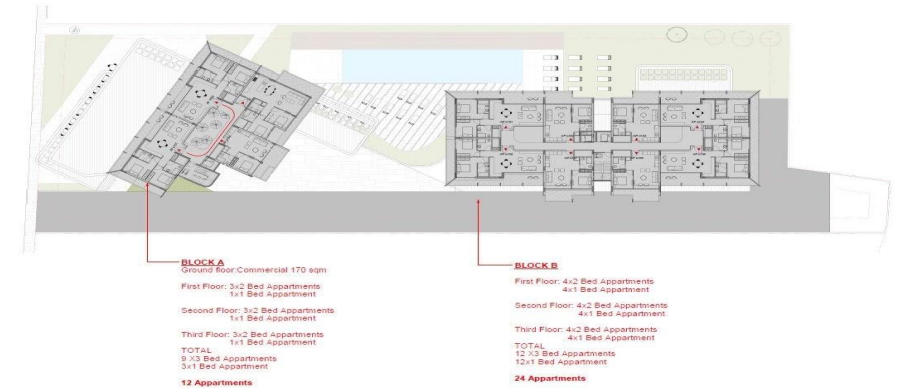 BLOCK A
Ground floor:Commercial 170 sqm
First Floor: 3x2 Bed Appartments
1x1 Bed Appartment
Second Floor: 3x2 Bed Appartments
1x1 Bed Appartment
Third Floor: 3x2 Bed Appartments
1x1 Bed Appartment
TOTAL
9 X3 Bed Appartments
3x1 Bed Appartment
12 Appartments
BLOCK B
First Floor: 4x2 Bed Appartments
4x1 Bed Appartment
Second Floor: 4x2 Bed Appartments
4x1 Bed Appartment
Third Floor: 4x2 Bed Appartments
4x1 Bed Appartment
TOTAL
12 X3 Bed Appartments
12x1 Bed Appartment
24 Appartments